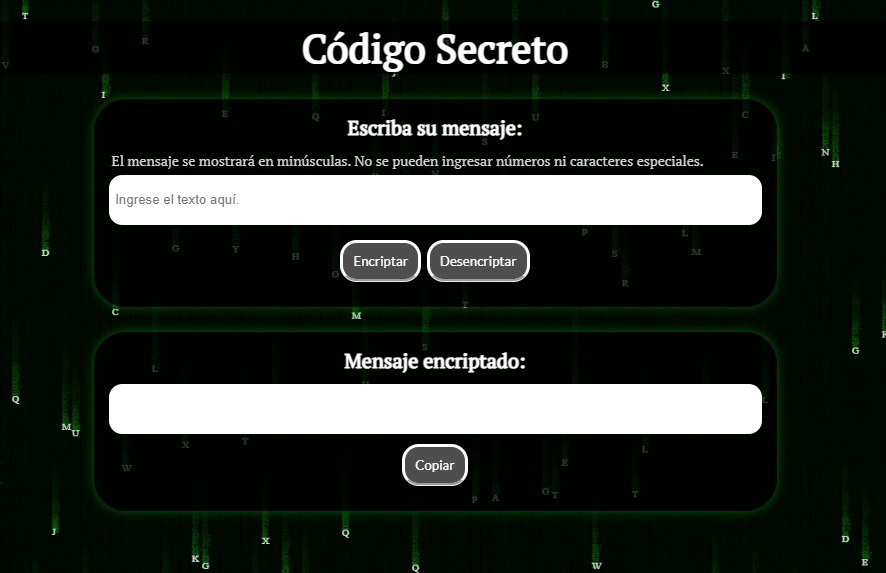 Código Secreto
Escriba su mensaje:
El mensaje se mostrará en minúsculas. No se pueden ingresar números ni caracteres especiales.
Ingrese el texto aquí.
Encriptar Desencriptar
Mensaje encriptado:
Copiar